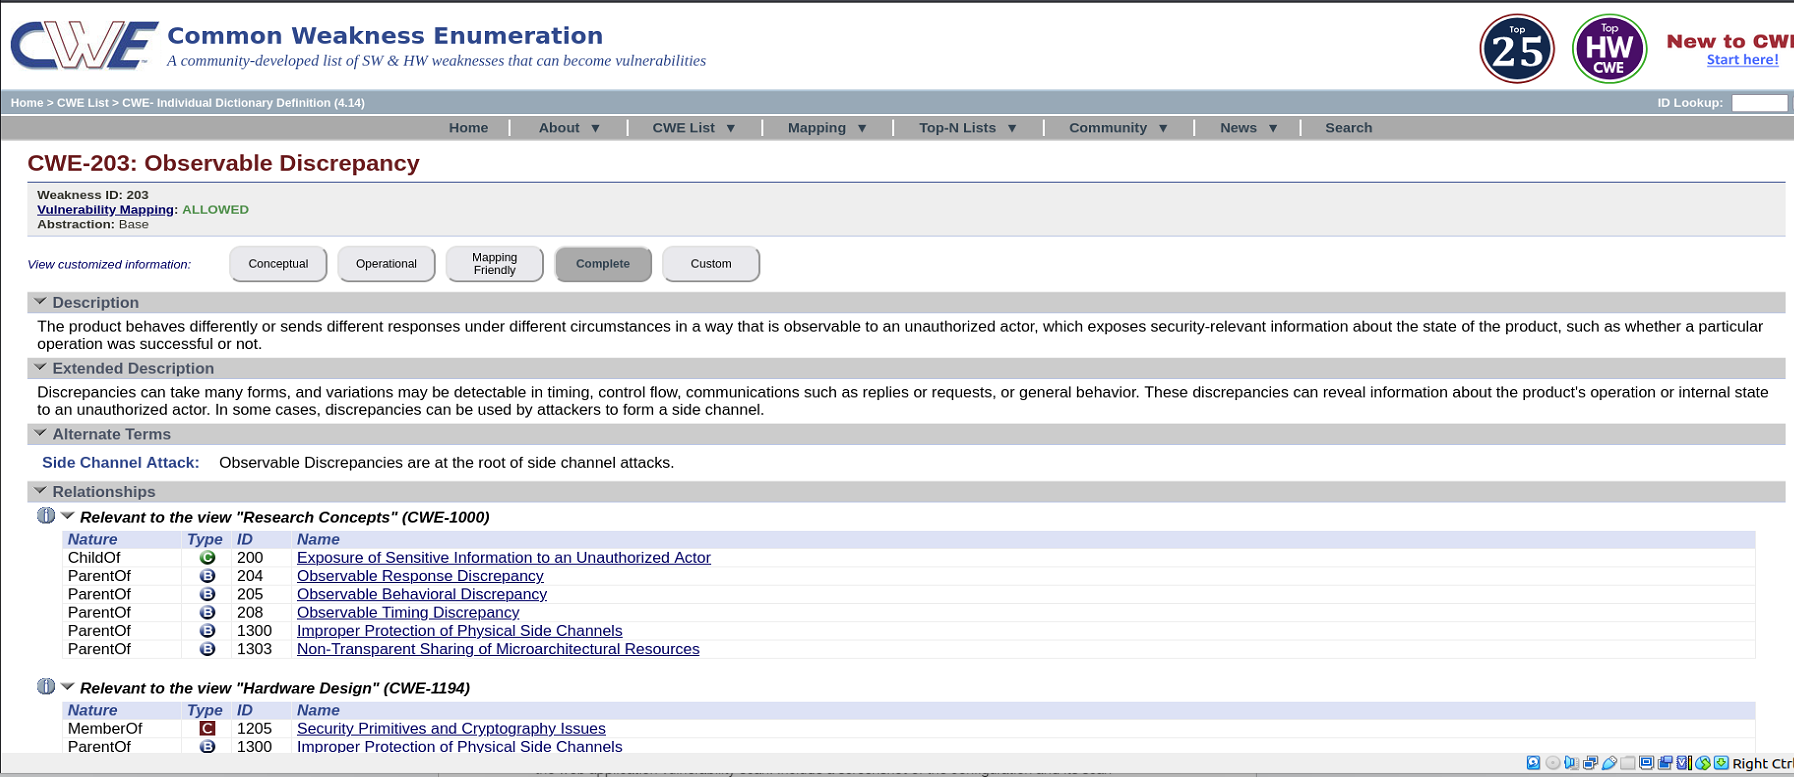 CWE Common Weakness Enumeration
A community-developed list of SW & HW weaknesses that can become vulnerabilities
Top 25
Top HW CWE
New to CWE
Start here!
Home > CWE List > CWE- Individual Dictionary Definition (4.14)
ID Lookup:
Home About CWE List Mapping Top-N Lists Community News Search
CWE-203: Observable Discrepancy
Weakness ID: 203
Vulnerability Mapping: ALLOWED
Abstraction: Base
View customized information: Conceptual Operational Mapping Friendly Complete Custom
Description
The product behaves differently or sends different responses under different circumstances in a way that is observable to an unauthorized actor, which exposes security-relevant information about the state of the product, such as whether a particular
operation was successful or not.
Extended Description
Discrepancies can take many forms, and variations may be detectable in timing, control flow, communications such as replies or requests, or general behavior. These discrepancies can reveal information about the product's operation or internal state
to an unauthorized actor. In some cases, discrepancies can be used by attackers to form a side channel.
Alternate Terms
Side Channel Attack: Observable Discrepancies are at the root of side channel attacks.
Relationships
Relevant to the view "Research Concepts" (CWE-1000)
Nature Type ID Name
ChildOf C 200 Exposure of Sensitive Information to an Unauthorized Actor
ParentOf B 204 Observable Response Discrepancy
ParentOf B 205 Observable Behavioral Discrepancy
ParentOf B 208 Observable Timing Discrepancy
ParentOf B 1300 Improper Protection of Physical Side Channels
ParentOf B 1303 Non-Transparent Sharing of Microarchitectural Resources
Relevant to the view "Hardware Design" (CWE-1194)
Nature Type ID Name
MemberOf C 1205 Security Primitives and Cryptography Issues
ParentOf B 1300 Improper Protection of Physical Side Channels
Right Ctrl